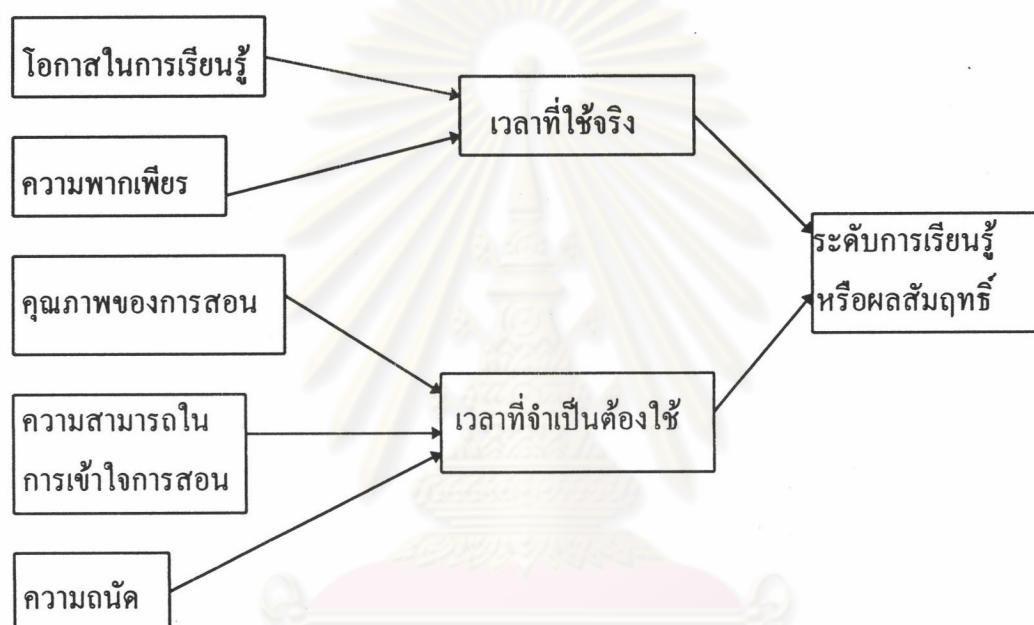 โอกาสในการเรียนรู้
ความพากเพียร
คุณภาพของการสอน
ความสามารถใน
การเข้าใจการสอน
ความถนัด
เวลาที่ใช้จริง
เวลาที่จำเป็นต้องใช้
ระดับการเรียนรู้
หรือผลสัมฤทธิ์